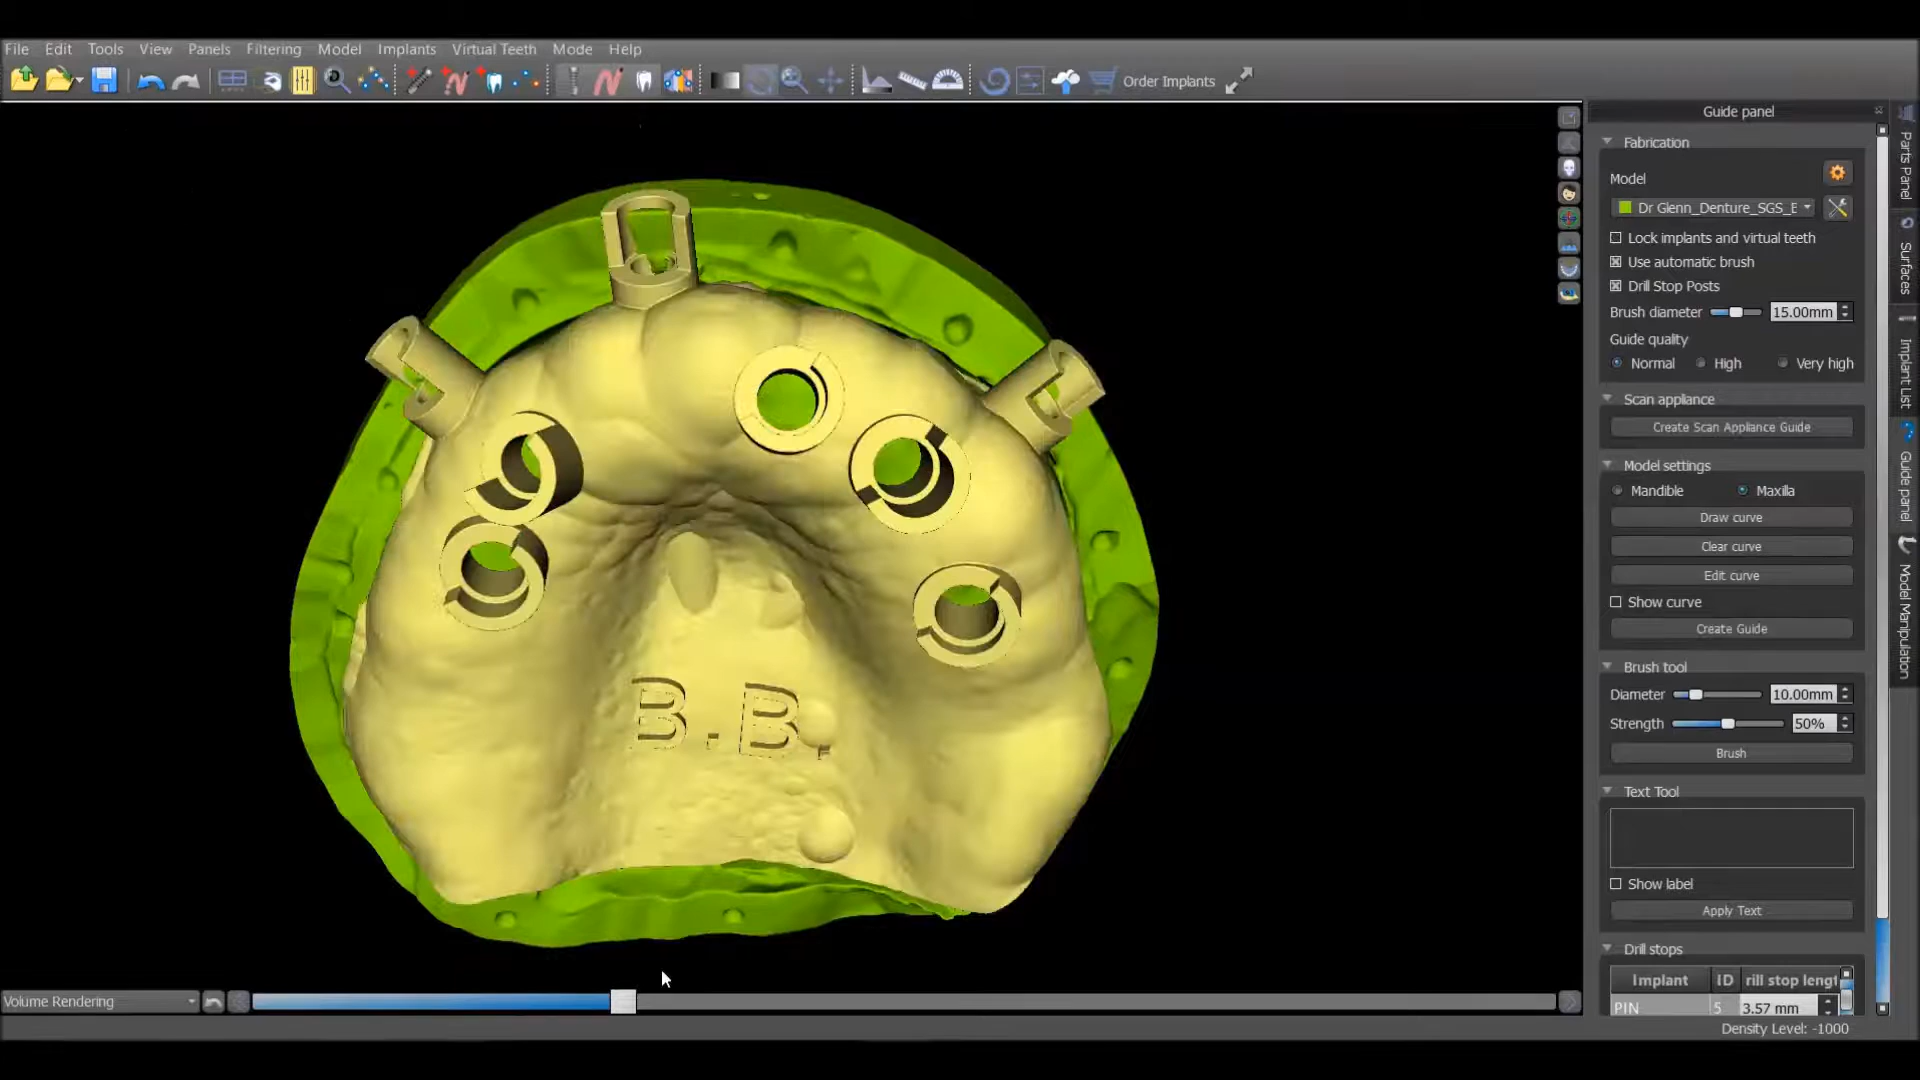 File Edit Tools View Panels Filtering Model Implants Virtual Teeth Mode Help
Order Implants
Guide panel
Fabrication
Model
Dr Glenn_Denture_SGS_E
Lock implants and virtual teeth
Use automatic brush
Drill Stop Posts
Brush diameter 15.00mm
Guide quality
Normal High Very high
Scan appliance
Create Scan Appliance Guide
Model settings
Mandible Maxilla
Draw curve
Clear curve
Edit curve
Show curve
Create Guide
Brush tool
Diameter 10.00mm
Strength 50%
Brush
Text Tool
Show label
Apply Text
Drill stops
Implant ID rill stop lengt
PIN 5 3.57 mm
Density Level: -1000
Parts Panel
Surfaces
Implant List
Guide panel
Model Manipulation
B.B.
Volume Rendering